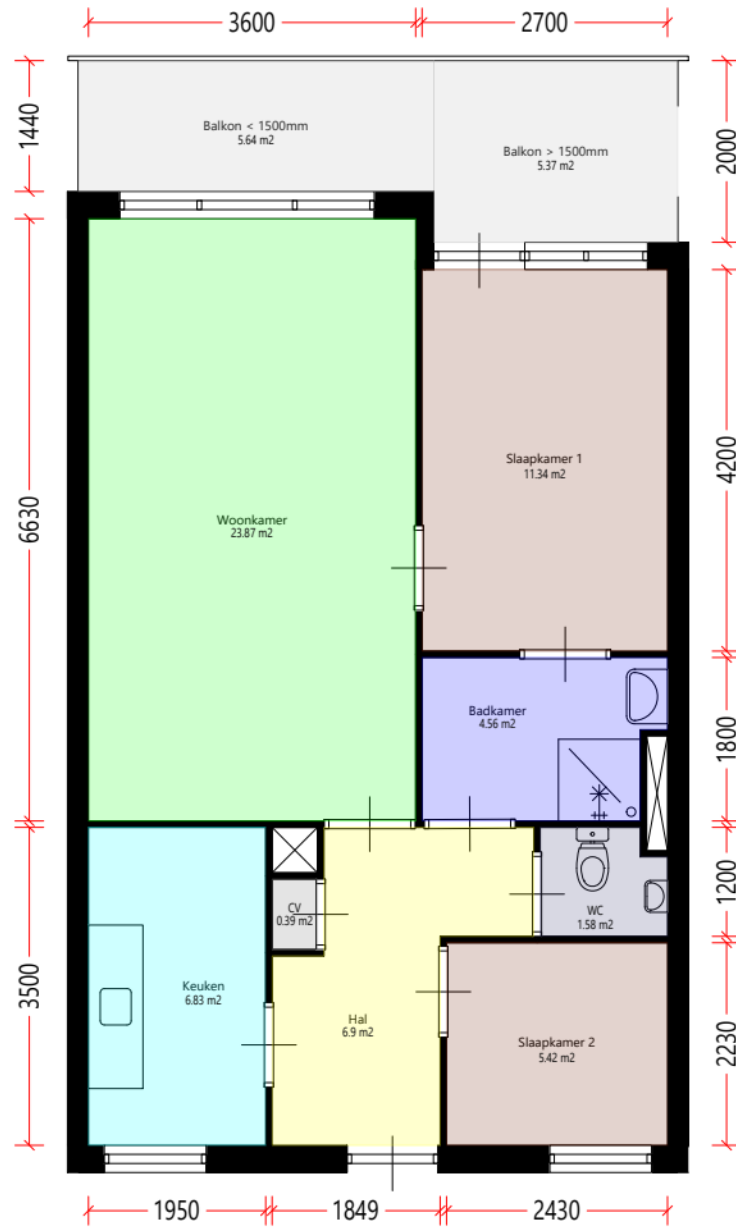 3600
2700
1440
2000
Balkon < 1500mm
5.64 m2
Balkon > 1500mm
5.37 m2
6630
4200
Slaapkamer 1
11.34 m2
Woonkamer
23.87 m2
Badkamer
4.56 m2
1800
CV
0.39 m2
WC
1.58 m2
1200
3500
Keuken
6.83 m2
Hal
6.9 m2
Slaapkamer 2
5.42 m2
2230
1950
1849
2430